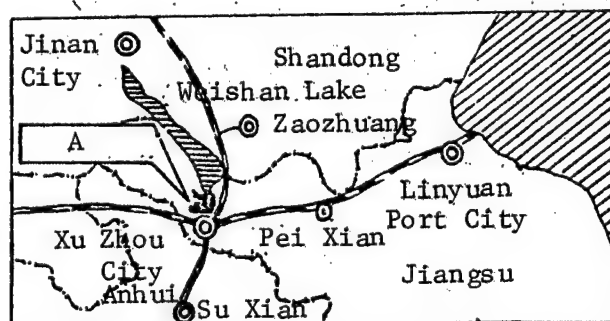 Jinan
City
Shandong
Weishan Lake
Zaozhuang
A
Linyuan
Port City
Xu Zhou
City
Pei Xian
Jiangsu
Anhui
Su Xian